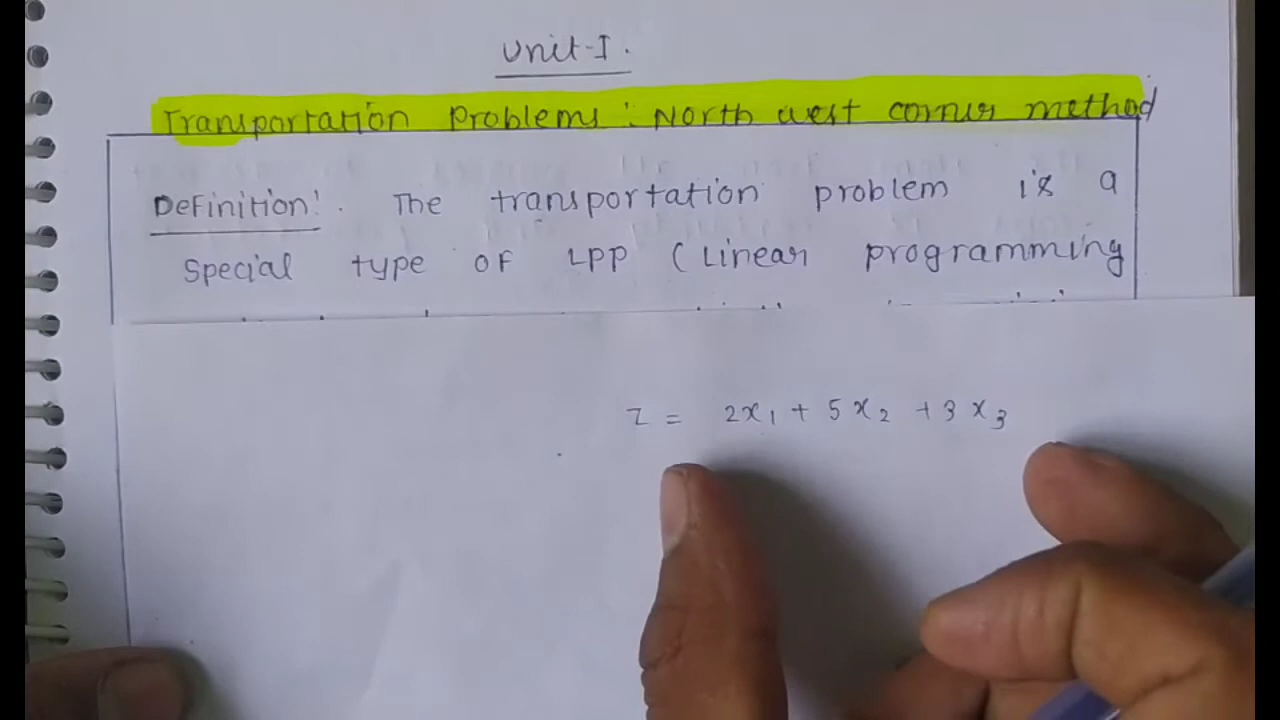 Unit-I.
Transportation Problems: North west corner method
Definition: The transportation problem is a
special type of LPP (Linear programming
Z = 2x₁ + 5x₂ + 3x₃